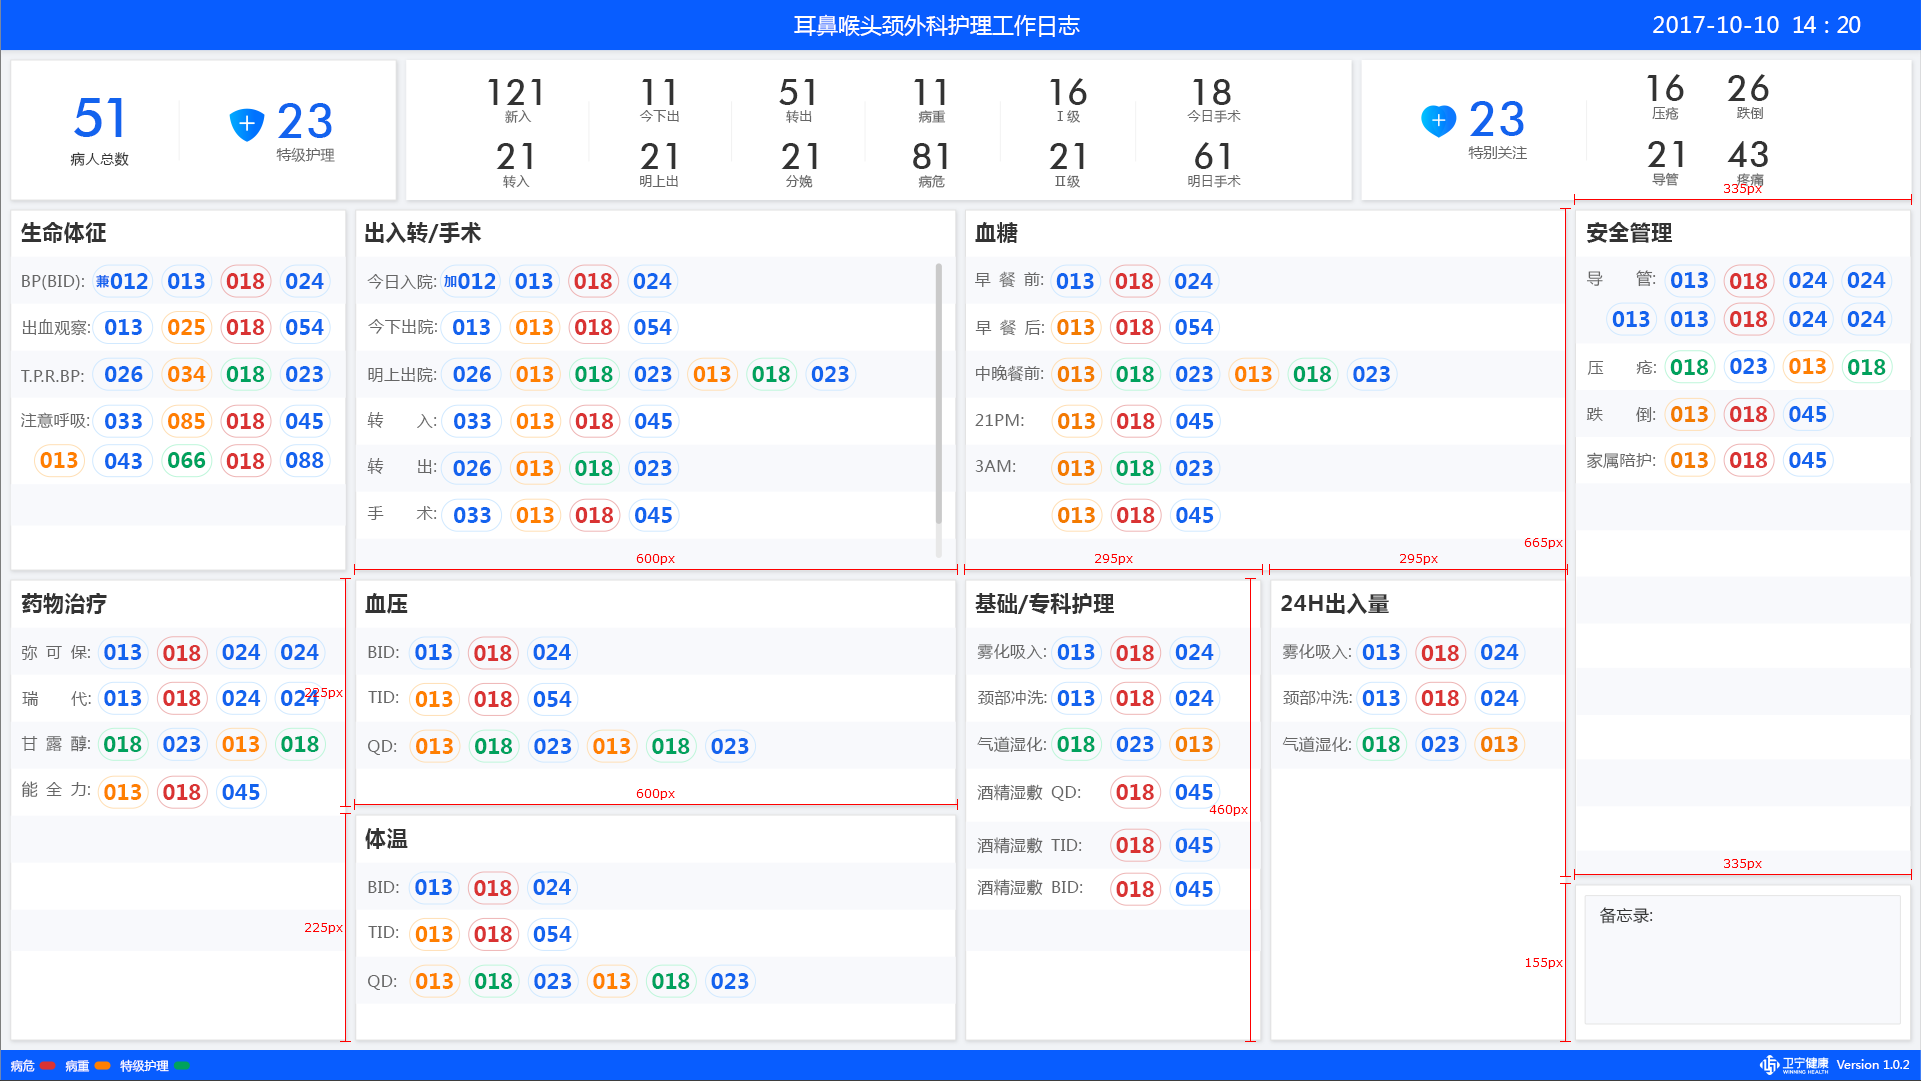 耳鼻喉头颈外科护理工作日志
2017-10-10 14 : 20
51
病人总数
23
特级护理
121 11 51 11 16 18
新入 今下出 转出 病重 I 级 今日手术
21 21 21 81 21 61
转入 明上出 分娩 病危 II级 明日手术
23
特别关注
16 26
压疮 跌倒
21 43
导管 疼痛
335px
生命体征
BP(BID): 兼012 013 018 024
出血观察: 013 025 018 054
T.P.R.BP: 026 034 018 023
注意呼吸: 033 085 018 045
013 043 066 018 088
出入转/手术
今日入院: 加012 013 018 024
今下出院: 013 013 018 054
明上出院: 026 013 018 023 013 018 023
转 入: 033 013 018 045
转 出: 026 013 018 023
手 术: 033 013 018 045
600px
血糖
早 餐 前: 013 018 024
早 餐 后: 013 018 054
中晚餐前: 013 018 023 013 018 023
21PM: 013 018 045
3AM: 013 018 023
013 018 045
665px
295px 295px
安全管理
导 管: 013 018 024 024
013 013 018 024 024
压 疮: 018 023 013 018
跌 倒: 013 018 045
家属陪护: 013 018 045
335px
药物治疗
弥 可 保: 013 018 024 024
瑞 代: 013 018 024 024
225px
甘 露 醇: 018 023 013 018
能 全 力: 013 018 045
225px
血压
BID: 013 018 024
TID: 013 018 054
QD: 013 018 023 013 018 023
600px
体温
BID: 013 018 024
TID: 013 018 054
QD: 013 018 023 013 018 023
基础/专科护理
雾化吸入: 013 018 024
颈部冲洗: 013 018 024
气道湿化: 018 023 013
酒精湿敷 QD: 018 045
460px
酒精湿敷 TID: 018 045
酒精湿敷 BID: 018 045
24H出入量
雾化吸入: 013 018 024
颈部冲洗: 013 018 024
气道湿化: 018 023 013
155px
备忘录:
病危 病重 特级护理
卫宁健康
WINNING HEALTH
Version 1.0.2